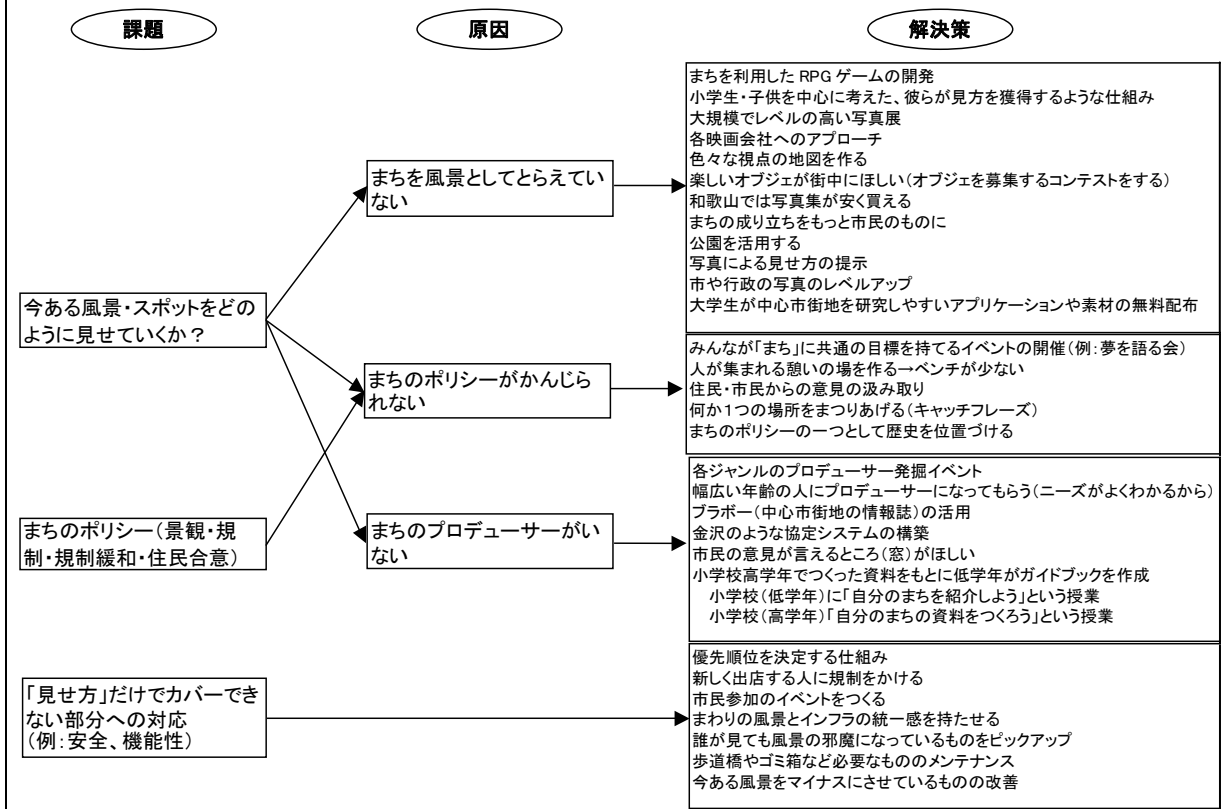 課題
原因
解決策
今ある風景・スポットをどの
ように見せていくか？
まちのポリシー（景観・規
制・規制緩和・住民合意）
「見せ方」だけでカバーでき
ない部分への対応
（例：安全、機能性）
まちを風景としてとらえてい
ない
まちのポリシーがかんじら
れない
まちのプロデューサーがい
ない
まちを利用した RPG ゲームの開発
小学生・子供を中心に考えた、彼らが見方を獲得するような仕組み
大規模でレベルの高い写真展
各映画会社へのアプローチ
色々な視点の地図を作る
楽しいオブジェが街中にほしい（オブジェを募集するコンテストをする）
和歌山では写真集が安く買える
まちの成り立ちをもっと市民のものに
公園を活用する
写真による見せ方の提示
市や行政の写真のレベルアップ
大学生が中心市街地を研究しやすいアプリケーションや素材の無料配布
みんなが「まち」に共通の目標を持てるイベントの開催（例：夢を語る会）
人が集まれる憩いの場を作る→ベンチが少ない
住民・市民からの意見の汲み取り
何か１つの場所をまつりあげる（キャッチフレーズ）
まちのポリシーの一つとして歴史を位置づける
各ジャンルのプロデューサー発掘イベント
幅広い年齢の人にプロデューサーになってもらう（ニーズがよくわかるから）
ブラボー（中心市街地の情報誌）の活用
金沢のような協定システムの構築
市民の意見が言えるところ（窓）がほしい
小学校高学年でつくった資料をもとに低学年がガイドブックを作成
小学校（低学年）に「自分のまちを紹介しよう」という授業
小学校（高学年）「自分のまちの資料をつくろう」という授業
優先順位を決定する仕組み
新しく出店する人に規制をかける
市民参加のイベントをつくる
まわりの風景とインフラの統一感を持たせる
誰が見ても風景の邪魔になっているものをピックアップ
歩道橋やゴミ箱など必要なもののメンテナンス
今ある風景をマイナスにさせているものの改善